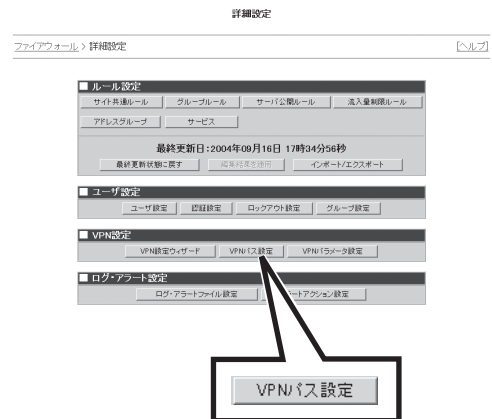 詳細設定
ファイアウォール > 詳細設定 [ヘルプ]
■ ルール設定
サイト共通ルール グループルール サーバ公開ルール 流入量制限ルール
アドレスグループ サービス
最終更新日:2004年09月16日 17時34分56秒
最終更新状態に戻す 編集結果を適用 インポート/エクスポート
■ ユーザ設定
ユーザ設定 認証設定 ロックアウト設定 グループ設定
■ VPN設定
VPN設定ウィザード VPNパス設定 VPNパラメータ設定
■ ログ・アラート設定
ログ・アラートファイル設定 ートアクション設定
VPNパス設定